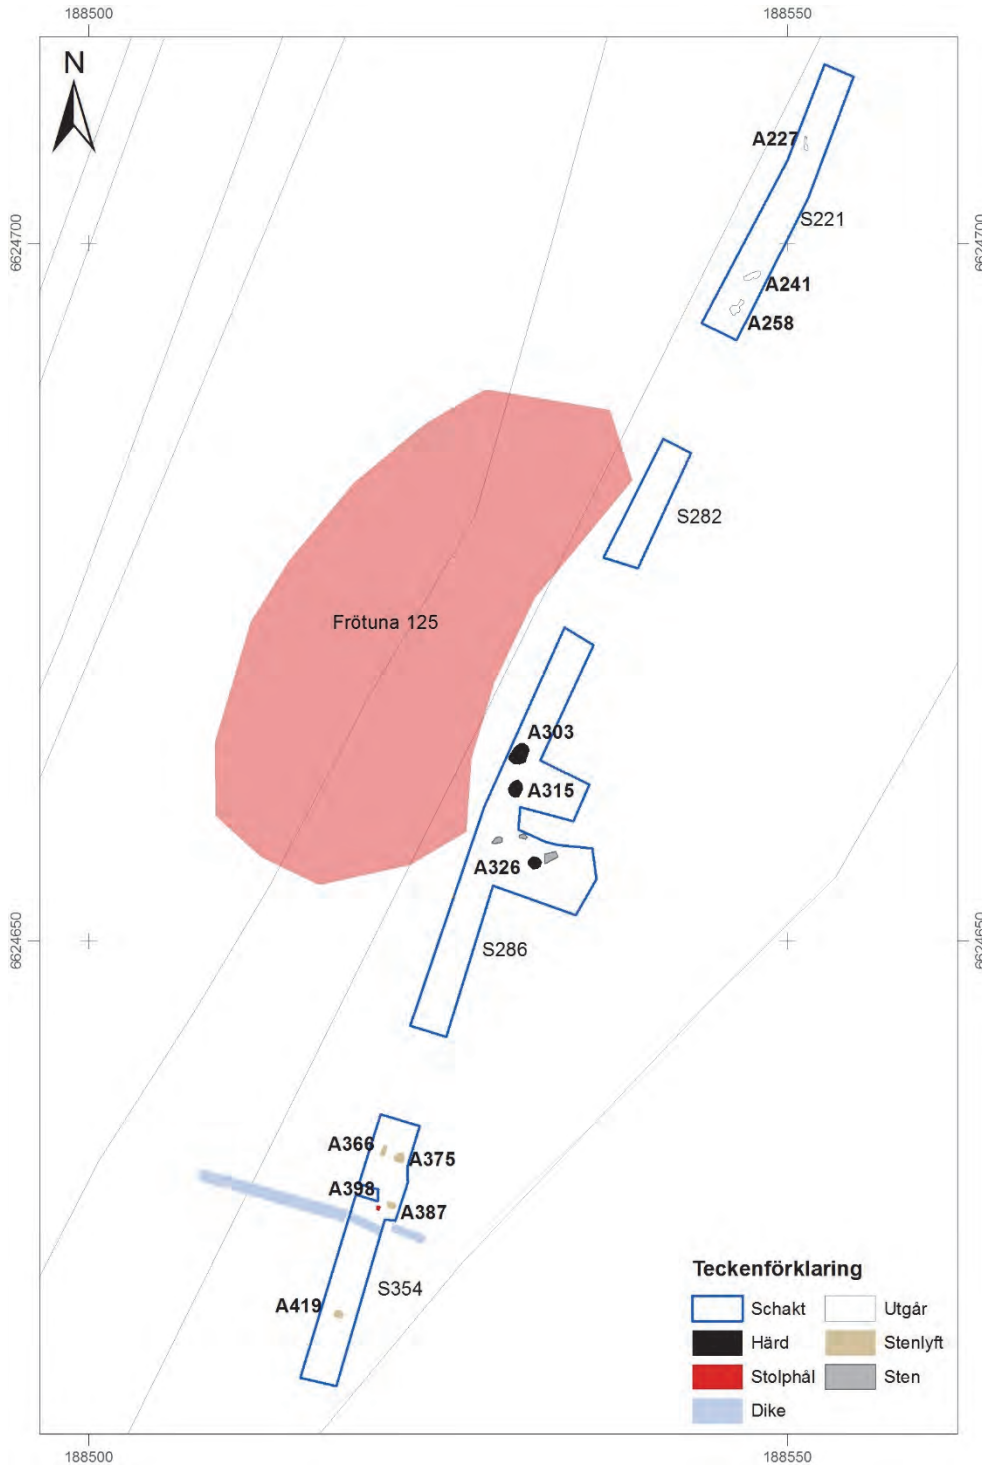 188500
188550
N
A227
S221
6624700
6624700
A241
A258
S282
Frötuna 125
A303
A315
A326
6624650
6624650
S286
A366
A375
A398
A387
S354
A419
Teckenförklaring
Schakt
Utgår
Härd
Stenlyft
Stolphål
Sten
Dike
188500
188550